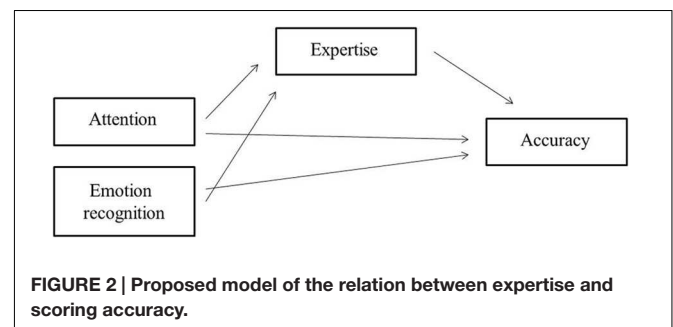 Expertise
Attention
Accuracy
Emotion
recognition
FIGURE 2 | Proposed model of the relation between expertise and
scoring accuracy.